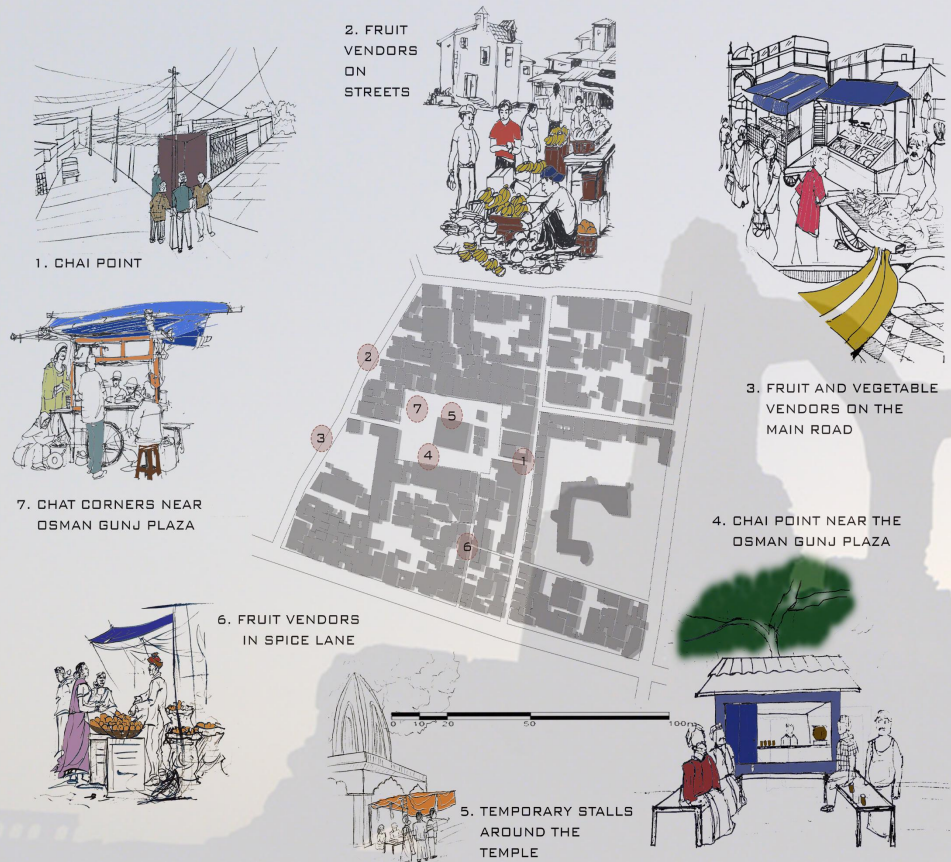 2. FRUIT
VENDORS
ON
STREETS
1. CHAI POINT
3. FRUIT AND VEGETABLE
VENDORS ON THE
MAIN ROAD
2
7
5
3
4
1
6
7. CHAT CORNERS NEAR
OSMAN GUNJ PLAZA
4. CHAI POINT NEAR THE
OSMAN GUNJ PLAZA
6. FRUIT VENDORS
IN SPICE LANE
0 10 20 50 100m
5. TEMPORARY STALLS
AROUND THE
TEMPLE